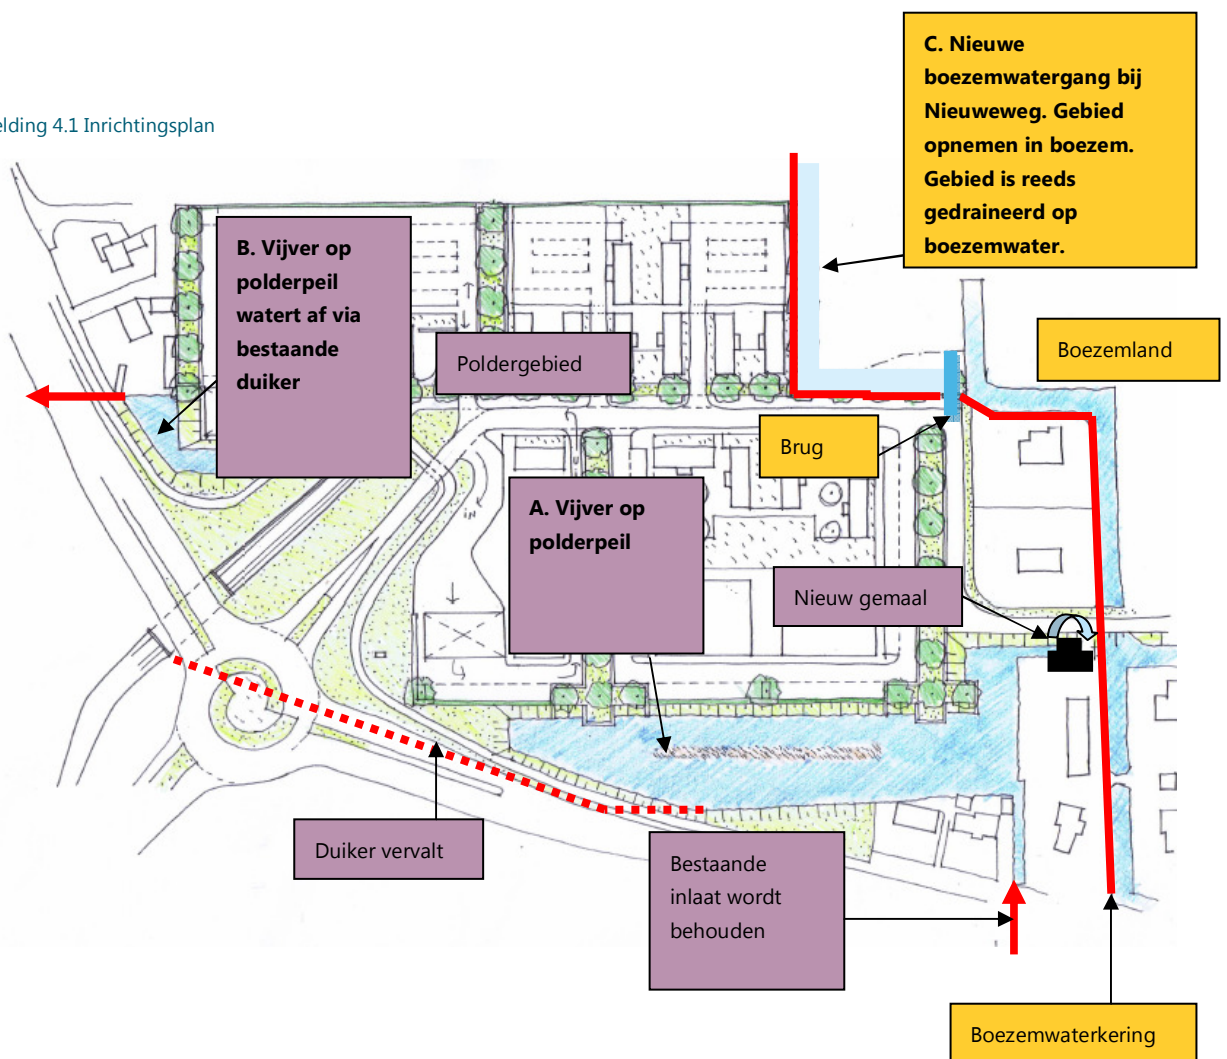 C. Nieuwe
boezemwatergang bij
Nieuweweg. Gebied
opnemen in boezem.
Gebied is reeds
gedraineerd op
boezemwater.
elding 4.1 Inrichtingsplan
B. Vijver op
polderpeil
watert af via
bestaande
duiker
Poldergebied
Boezemland
Brug
A. Vijver op
polderpeil
Nieuw gemaal
Duiker vervalt
Bestaande
inlaat wordt
behouden
Boezemwaterkering